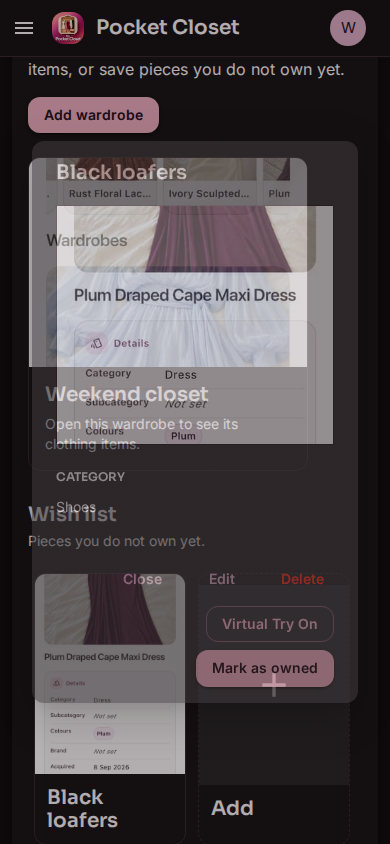 Pocket Closet
W
items, or save pieces you do not own yet.
Add wardrobe
Black loafers
Rust Floral Lac...
Ivory Sculpted...
Plum
Wardrobes
Plum Draped Cape Maxi Dress
Details
Category Dress
Subcategory Not set
Colours Plum
Weekend closet
Open this wardrobe to see its
clothing items.
CATEGORY
Shoes
Wish list
Pieces you do not own yet.
Close Edit Delete
Virtual Try On
Mark as owned
Plum Draped Cape Maxi Dress
Details
Category Dress
Subcategory Not set
Colours Plum
Brand Not set
Acquired 8 Sep 2026
Black
loafers
Add